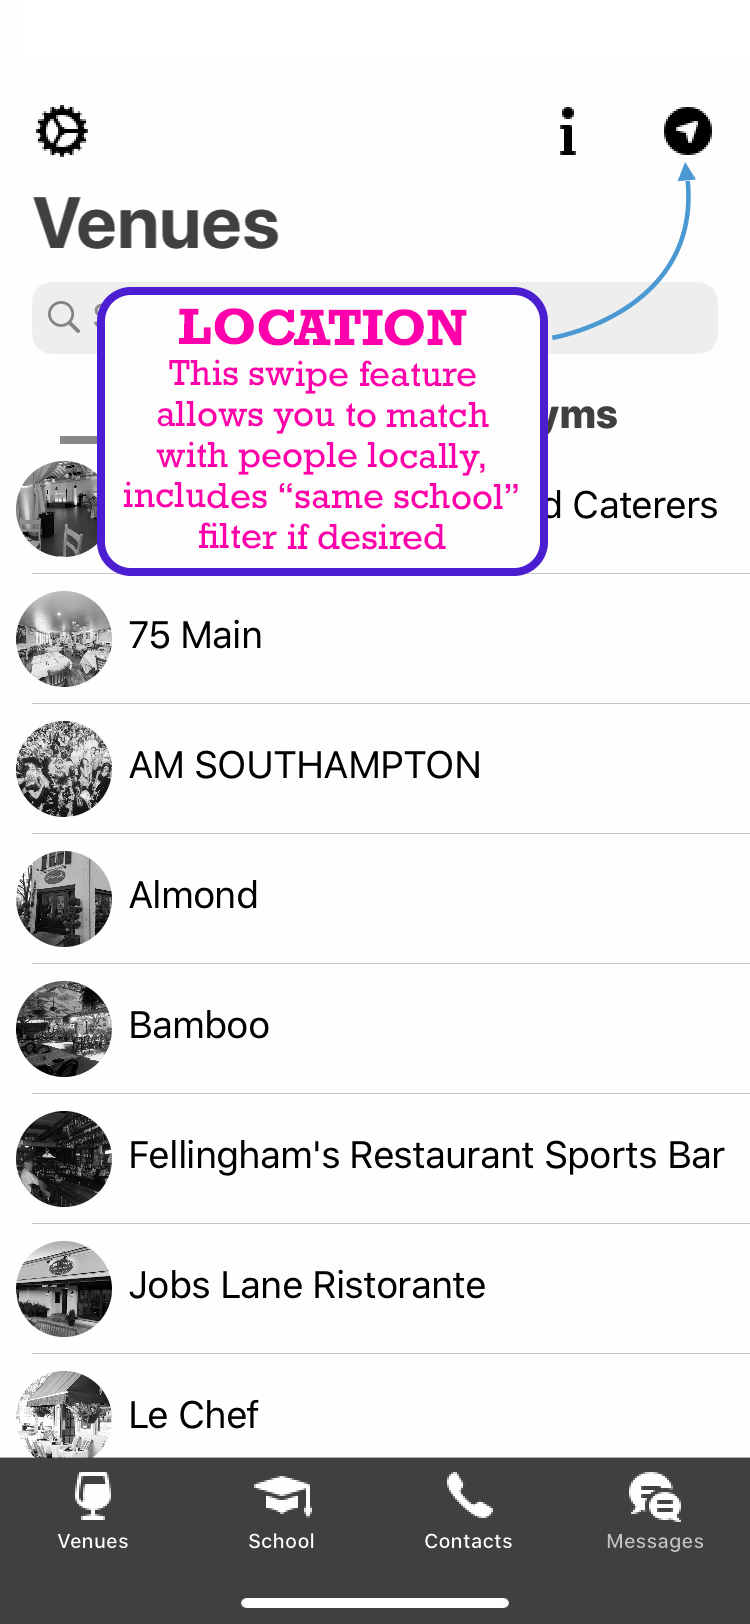 Venues
LOCATION
This swipe feature
allows you to match
with people locally,
includes “same school”
filter if desired
Caterers
75 Main
AM SOUTHAMPTON
Almond
Bamboo
Fellingham's Restaurant Sports Bar
Jobs Lane Ristorante
Le Chef
Venues
School
Contacts
Messages